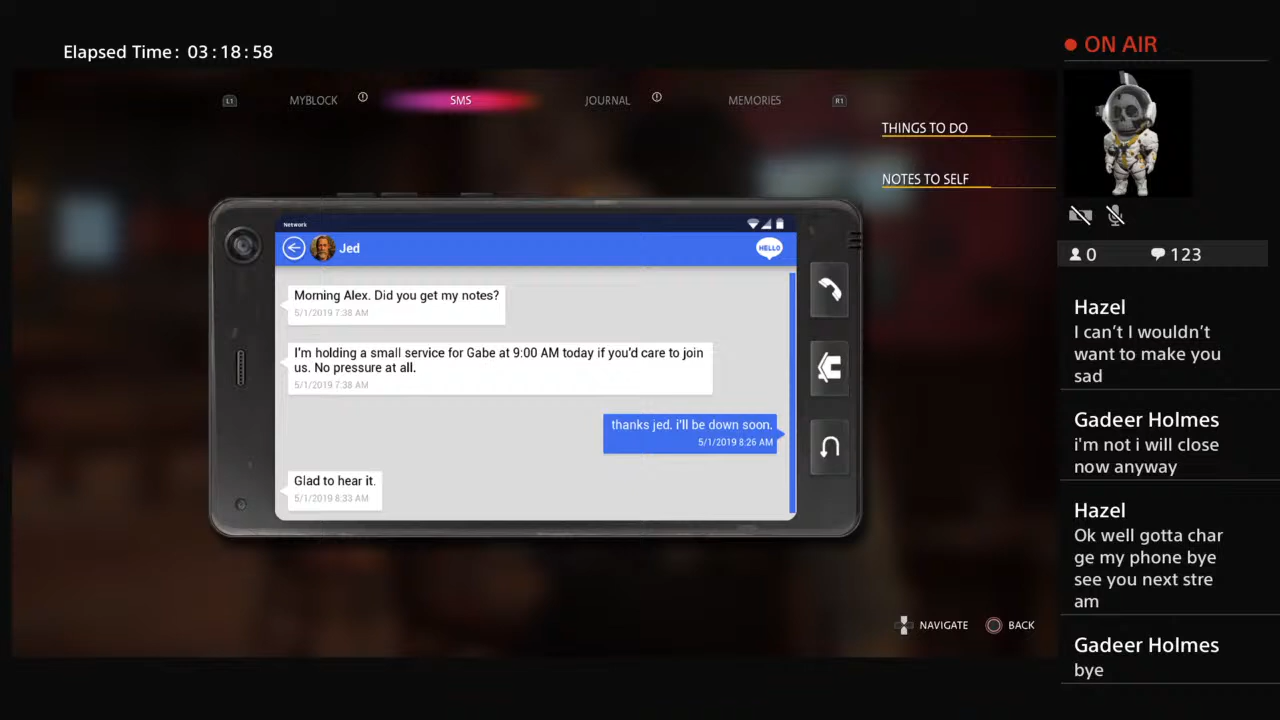 Elapsed Time: 03:18:58
ON AIR
L1
MYBLOCK
SMS
JOURNAL
MEMORIES
R1
THINGS TO DO
NOTES TO SELF
Network
Jed
HELLO
Morning Alex. Did you get my notes?
5/1/2019 7:38 AM
I'm holding a small service for Gabe at 9:00 AM today if you'd care to join
us. No pressure at all.
5/1/2019 7:38 AM
thanks jed. i'll be down soon.
5/1/2019 8:26 AM
Glad to hear it.
5/1/2019 8:33 AM
NAVIGATE
BACK
0
123
Hazel
I can't I wouldn't
want to make you
sad
Gadeer Holmes
i'm not i will close
now anyway
Hazel
Ok well gotta char
ge my phone bye
see you next stre
am
Gadeer Holmes
bye